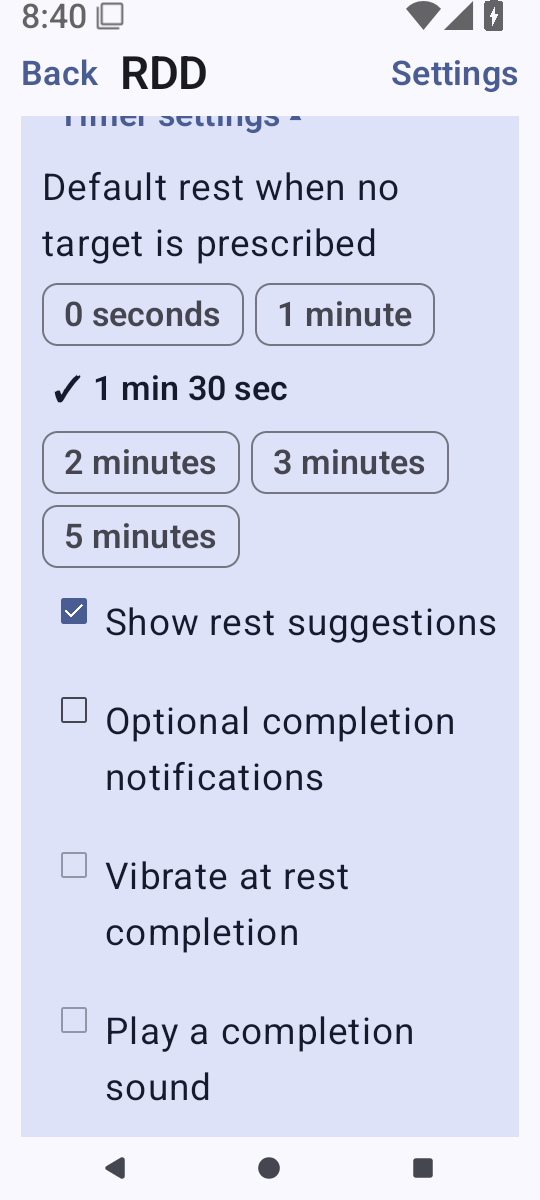 8:40
Back RDD Settings
Timer settings
Default rest when no
target is prescribed
0 seconds 1 minute
✓ 1 min 30 sec
2 minutes 3 minutes
5 minutes
Show rest suggestions
Optional completion
notifications
Vibrate at rest
completion
Play a completion
sound